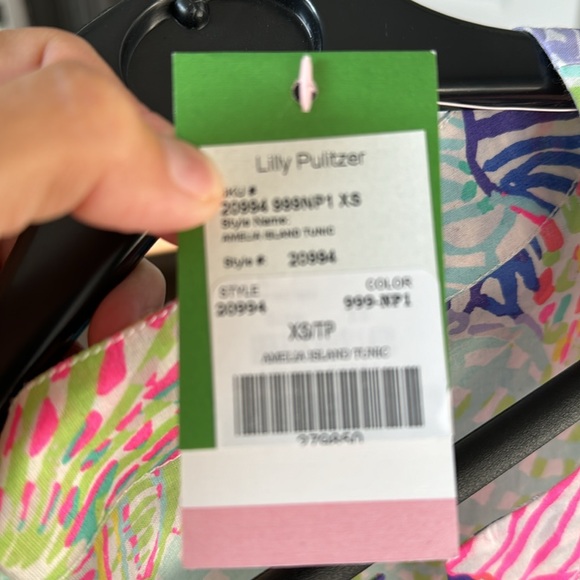 Lilly Pulitzer
SKU #
20994 999NP1 XS
Style Name:
AMELIA ISLAND TUNIC
Style # 20994
STYLE COLOR
20994 999-NP1
XS/TP
AMELIA ISLAND TUNIC